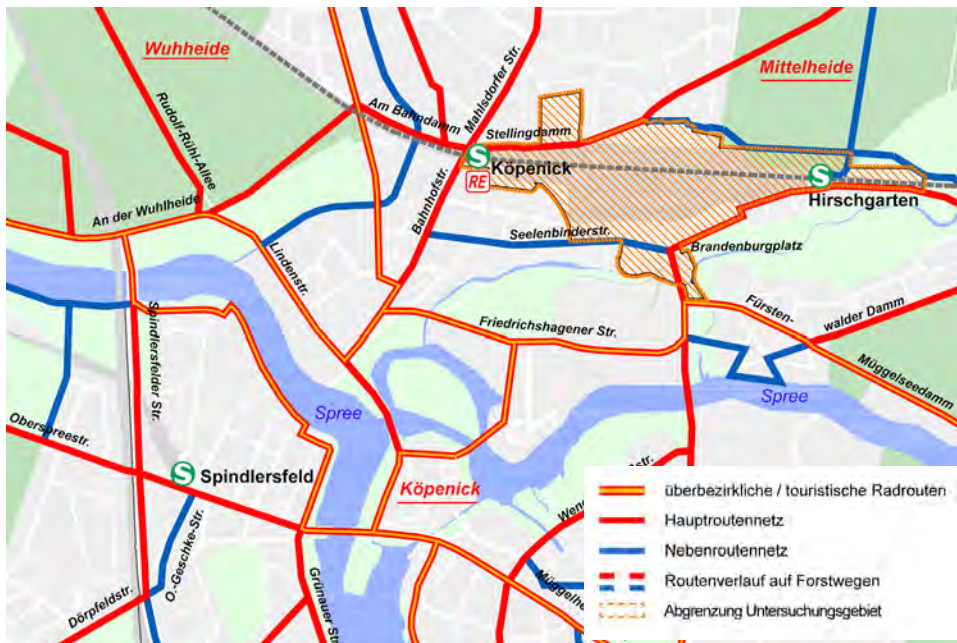 Wuhheide
Mittelheide
Rudolf-Rühl-Allee
Am Bahndamm
Mahlsdorfer Str.
Stellingdamm
S
Köpenick
RE
S
Hirschgarten
Bahnhofstr.
An der Wuhlheide
Seelenbinderstr.
Brandenburgplatz
Lindenstr.
Spindlersfelder Str.
Friedrichshagener Str.
Fürsten-
walder Damm
Müggelseedamm
Spree
Spree
Oberspreestr.
S
Spindlersfeld
Köpenick
O.-Geschke-Str.
Dörpfeldstr.
Grünauer Str.
überbezirkliche / touristische Radrouten
Hauptroutennetz
Nebenroutennetz
Routenverlauf auf Forstwegen
Abgrenzung Untersuchungsgebiet